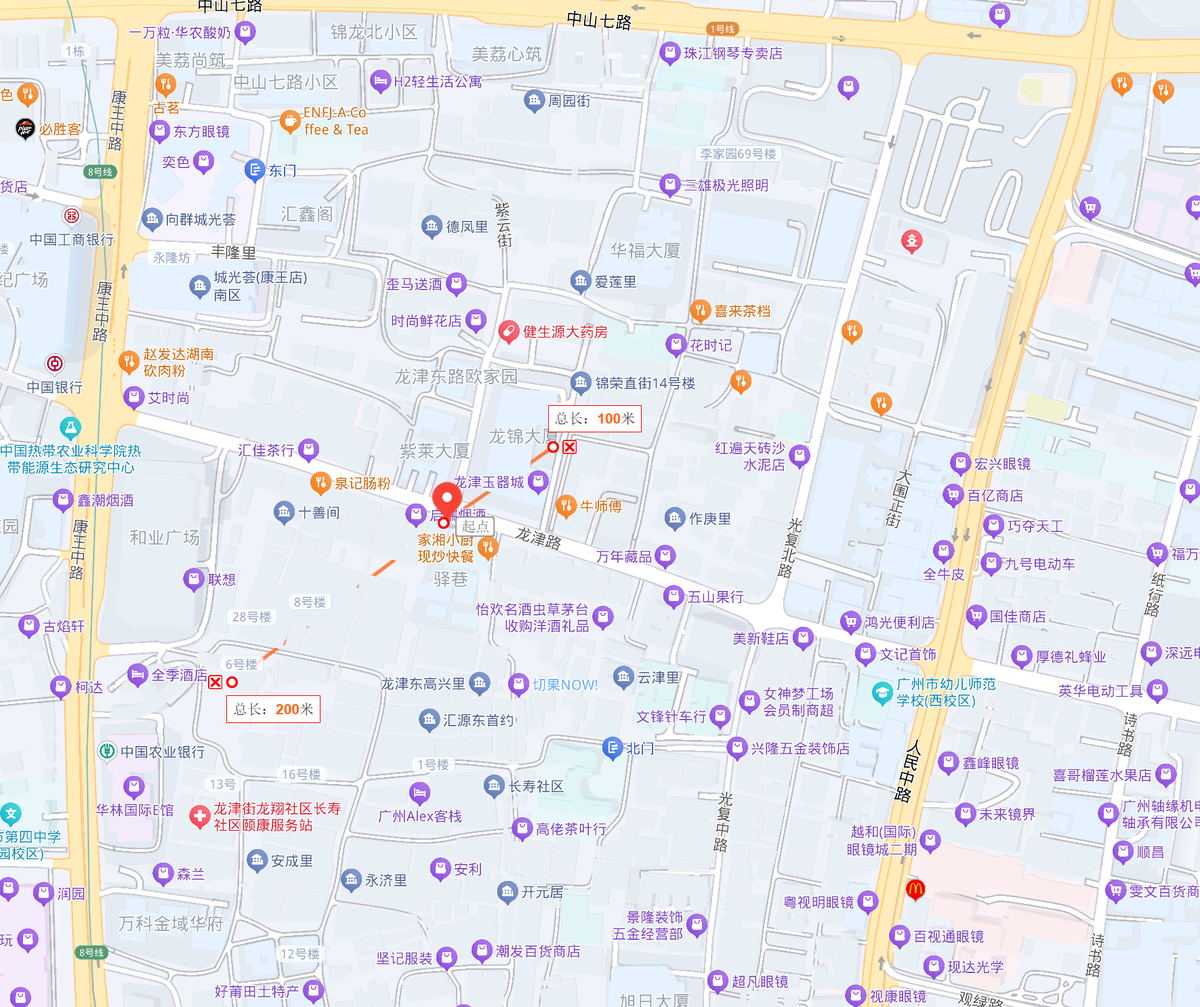 中山七路
中山七路
1号线
一万粒·华农酸奶
锦龙北小区
1栋
美荔尚筑
美荔心筑
珠江钢琴专卖店
中山七路小区
H2轻生活公寓
色
古茗
周园街
康王中路
ENFJ-A Co
ffee & Tea
必胜客
东方眼镜
李家园69号楼
奕色
东门
8号线
货店
三雄极光照明
汇鑫阁
紫云街
向群城光荟
德凤里
中国工商银行
丰隆里
华福大厦
楼
永隆坊
纪广场
城光荟(康王店)
南区
歪马送酒
爱莲里
康王中路
喜来茶档
时尚鲜花店
健生源大药房
花时记
赵发达湖南
砍肉粉
中国银行
龙津东路欧家园
锦荣直街14号楼
艾时尚
总长：100米
中国热带农业科学院热
带能源生态研究中心
汇佳茶行
紫莱大厦
龙锦大厦
红遍天砖沙
水泥店
宏兴眼镜
泉记肠粉
龙津玉器城
大围正街
百亿商店
鑫潮烟酒
十善间
牛师傅
作庚里
起点
巧夺天工
花园
和业广场
康王中路
家湘小厨
现炒快餐
龙津路
光复北路
万年藏品
全牛皮
九号电动车
福万
联想
驿巷
纸行路
8号楼
五山果行
28号楼
怡欢名酒虫草茅台
收购洋酒礼品
国佳商店
古焰轩
鸿光便利店
美新鞋店
文记首饰
厚德礼蜂业
深远电
6号楼
全季酒店
柯达
龙津东高兴里
切果NOW!
云津里
广州市幼儿师范
学校(西校区)
英华电动工具
女神梦工场
会员制商超
总长：200米
汇源东首约
文锋针车行
诗书路
中国农业银行
北门
兴隆五金装饰店
人民中路
1号楼
16号楼
13号
鑫峰眼镜
喜哥榴莲水果店
华林国际E馆
长寿社区
广州Alex客栈
龙津街龙翔社区长寿
社区颐康服务站
光复中路
未来镜界
广州轴缘机电
轴承有限公司
市第四中学
园校区)
高佬茶叶行
越和(国际)
眼镜城二期
顺昌
安成里
安利
森兰
永济里
润园
开元居
粤视明眼镜
雯文百货商
万科金域华府
景隆装饰
五金经营部
百视通眼镜
玩
8号线
12号楼
坚记服装
潮发百货商店
诗书路
现达光学
超凡眼镜
好莆田土特产
旭日大厦
视康眼镜
观绿路